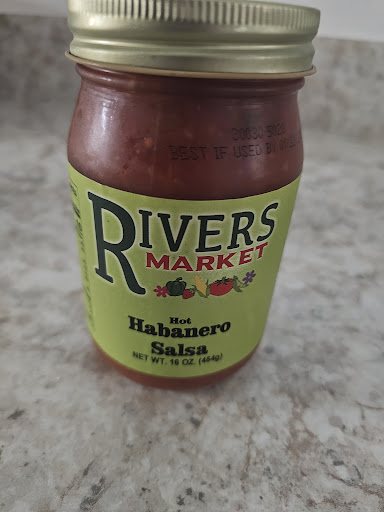 BEST IF USED BY
RIVERS
MARKET
Hot
Habanero
Salsa
NET WT. 16 OZ. (454g)